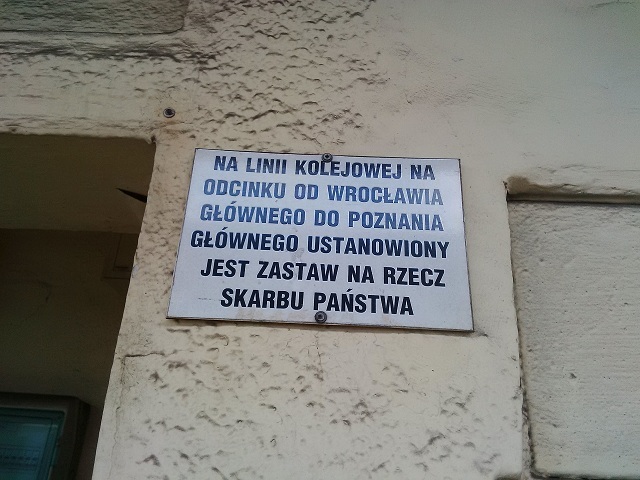 NA LINII KOLEJOWEJ NA
ODCINKU OD WROCŁAWIA
GŁÓWNEGO DO POZNANIA
GŁÓWNEGO USTANOWIONY
JEST ZASTAW NA RZECZ
SKARBU PAŃSTWA